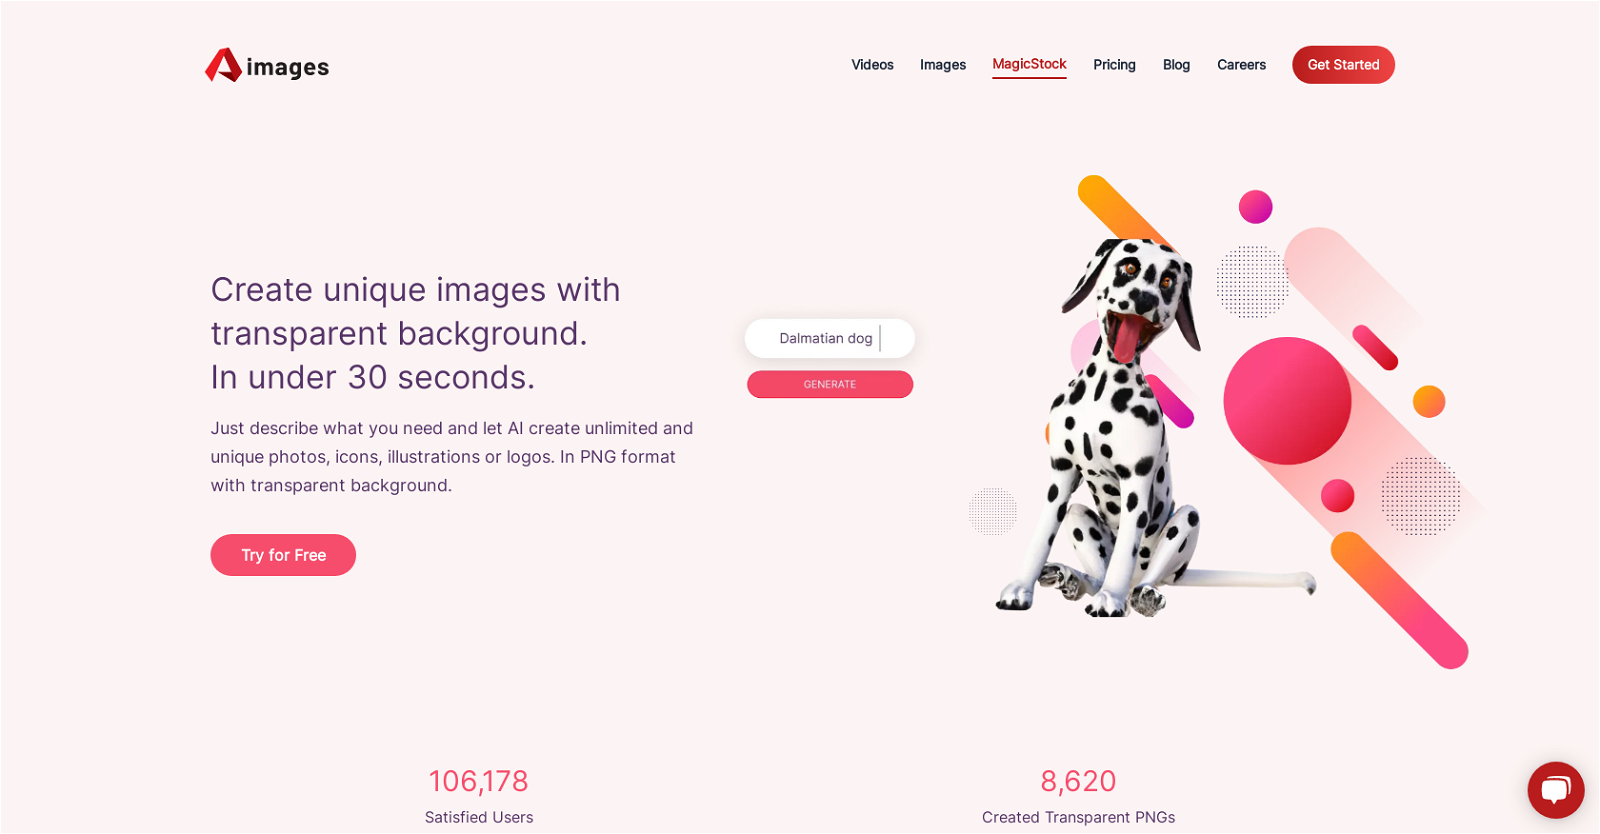 Aimages
Videos
Images
MagicStock
Pricing
Blog
Careers
Get Started
Create unique images with
transparent background.
In under 30 seconds.
Just describe what you need and let AI create unlimited and
unique photos, icons, illustrations or logos. In PNG format
with transparent background.
Try for Free
Dalmatian dog
GENERATE
106,178
Satisfied Users
8,620
Created Transparent PNGs